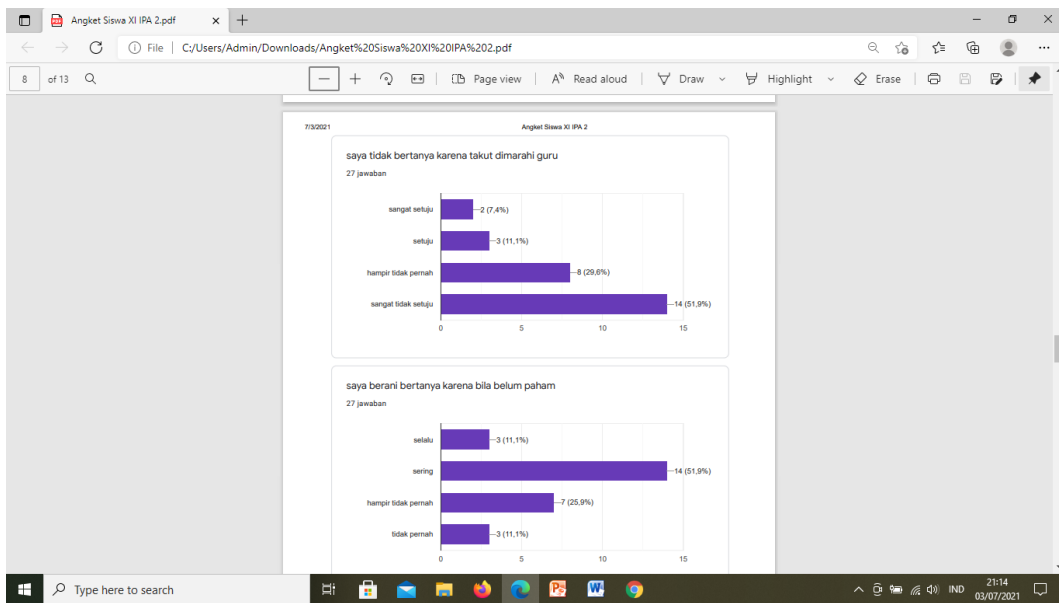 Angket Siswa XI IPA 2.pdf
File | C:/Users/Admin/Downloads/Angket%20Siswa%20XI%20IPA%202.pdf
8 of 13 Page view Read aloud Draw Highlight Erase
7/3/2021 Angket Siswa XI IPA 2
saya tidak bertanya karena takut dimarahi guru
27 jawaban
sangat setuju 2 (7,4%)
setuju 3 (11,1%)
hampir tidak pernah 8 (29,6%)
sangat tidak setuju 14 (51,9%)
0 5 10 15
saya berani bertanya karena bila belum paham
27 jawaban
selalu 3 (11,1%)
sering 14 (51,9%)
hampir tidak pernah 7 (25,9%)
tidak pernah 3 (11,1%)
0 5 10 15
Type here to search
IND
21:14
03/07/2021